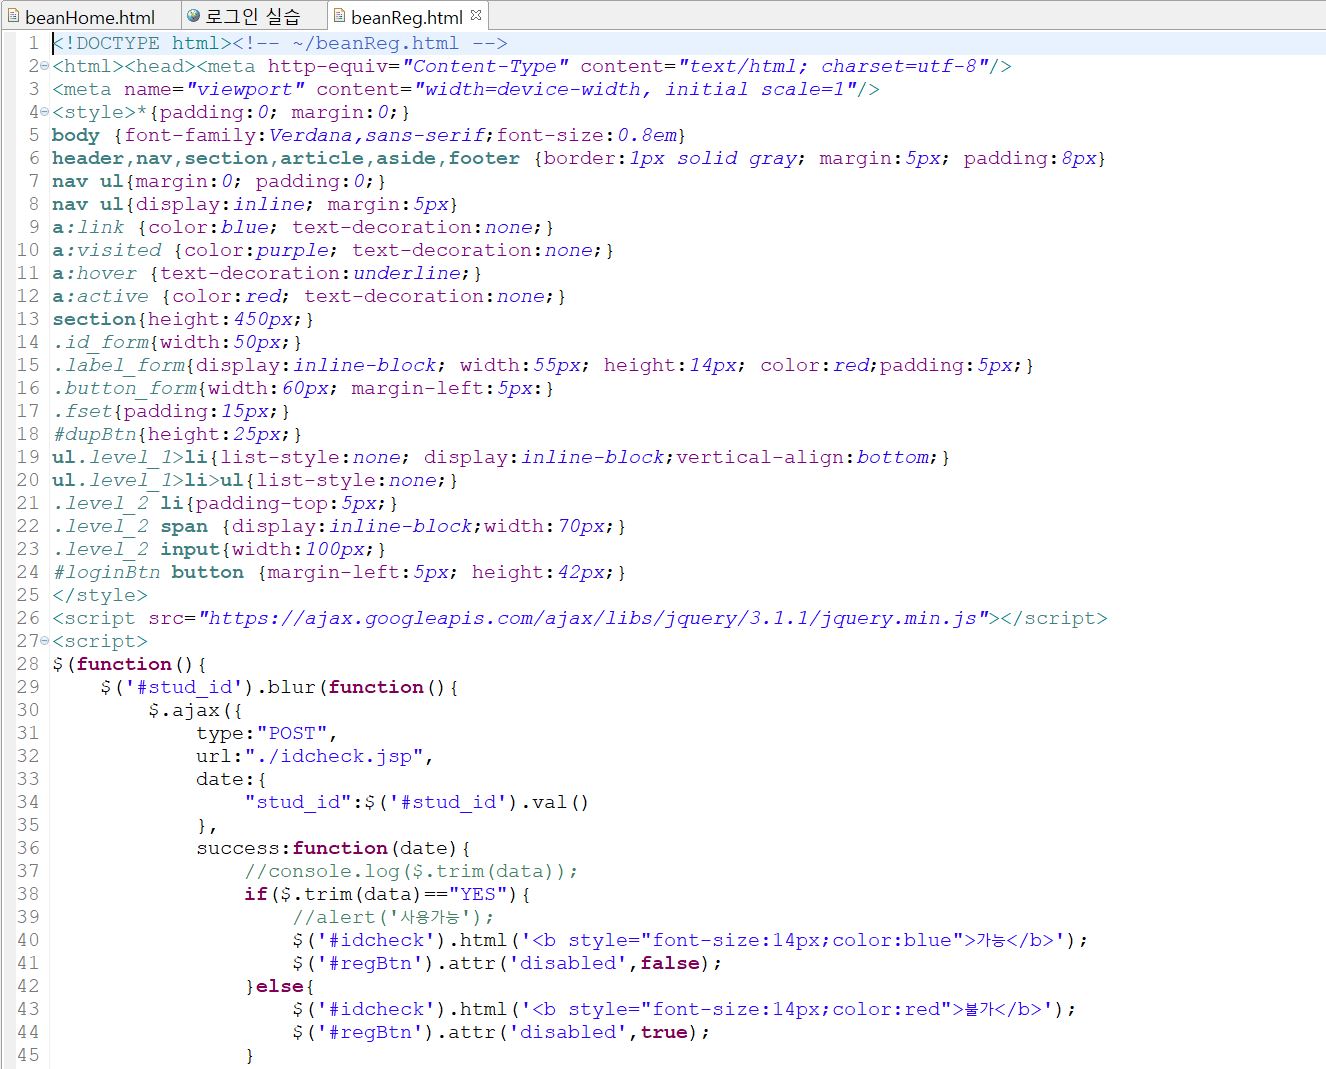 beanHome.html 로그인 실습 beanReg.html
1 <!DOCTYPE html><!-- ~/beanReg.html -->
2 <html><head><meta http-equiv="Content-Type" content="text/html; charset=utf-8"/>
3 <meta name="viewport" content="width=device-width, initial scale=1"/>
4 <style>*{padding:0; margin:0;}
5 body {font-family:Verdana,sans-serif;font-size:0.8em}
6 header,nav,section,article,aside,footer {border:1px solid gray; margin:5px; padding:8px}
7 nav ul{margin:0; padding:0;}
8 nav ul{display:inline; margin:5px}
9 a:link {color:blue; text-decoration:none;}
10 a:visited {color:purple; text-decoration:none;}
11 a:hover {text-decoration:underline;}
12 a:active {color:red; text-decoration:none;}
13 section{height:450px;}
14 .id_form{width:50px;}
15 .label_form{display:inline-block; width:55px; height:14px; color:red;padding:5px;}
16 .button_form{width:60px; margin-left:5px:}
17 .fset{padding:15px;}
18 #dupBtn{height:25px;}
19 ul.level_1>li{list-style:none; display:inline-block;vertical-align:bottom;}
20 ul.level_1>li>ul{list-style:none;}
21 .level_2 li{padding-top:5px;}
22 .level_2 span {display:inline-block;width:70px;}
23 .level_2 input{width:100px;}
24 #loginBtn button {margin-left:5px; height:42px;}
25 </style>
26 <script src="https://ajax.googleapis.com/ajax/libs/jquery/3.1.1/jquery.min.js"></script>
27 <script>
28 $(function(){
29     $('#stud_id').blur(function(){
30         $.ajax({
31             type:"POST",
32             url:"./idcheck.jsp",
33             date:{
34                 "stud_id":$('#stud_id').val()
35             },
36             success:function(date){
37                 //console.log($.trim(data));
38                 if($.trim(data)=="YES"){
39                     //alert('사용가능');
40                     $('#idcheck').html('<b style="font-size:14px;color:blue">가능</b>');
41                     $('#regBtn').attr('disabled',false);
42                 }else{
43                     $('#idcheck').html('<b style="font-size:14px;color:red">불가</b>');
44                     $('#regBtn').attr('disabled',true);
45                 }